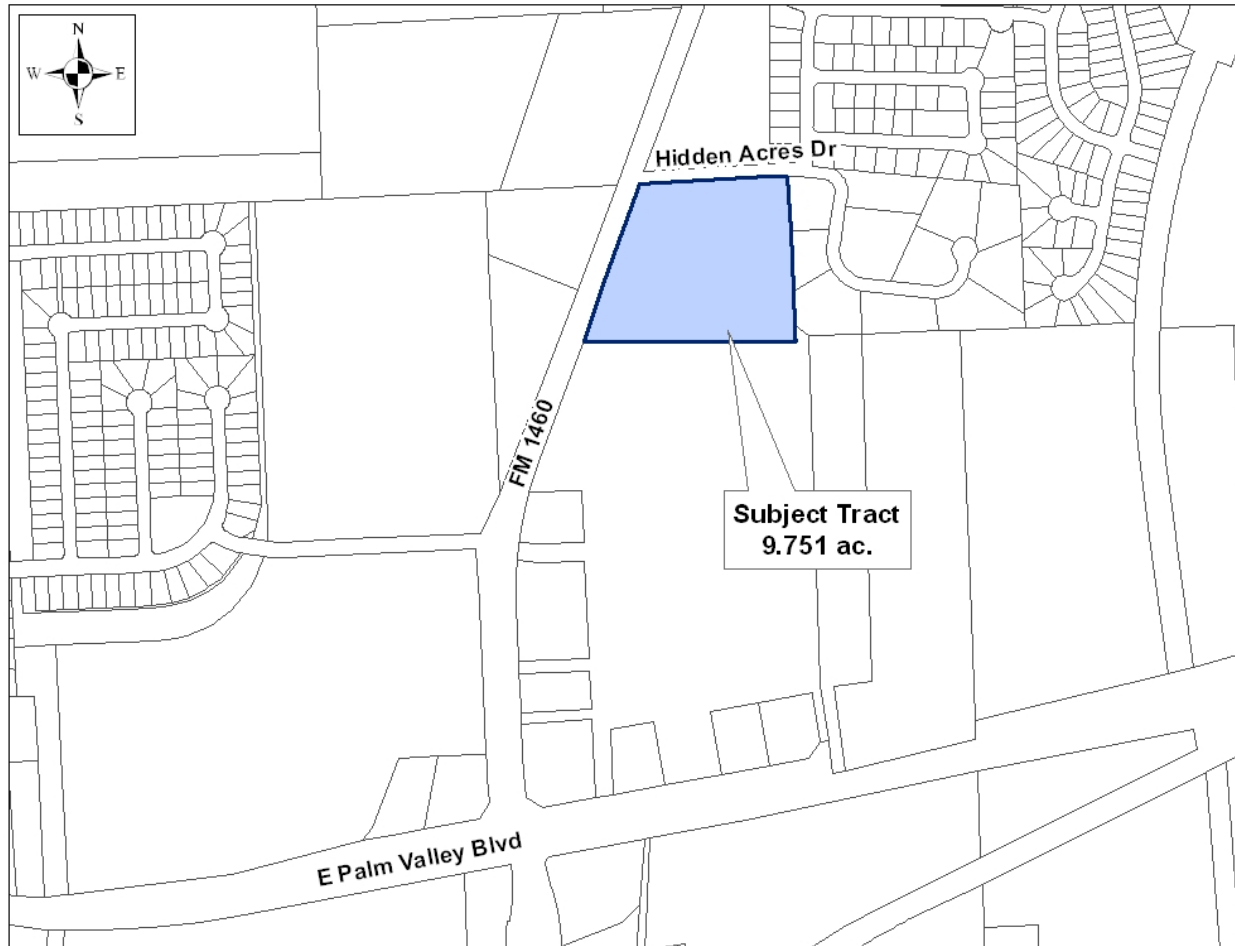 N
W E
S
Hidden Acres Dr
FM 1460
Subject Tract
9.751 ac.
E Palm Valley Blvd